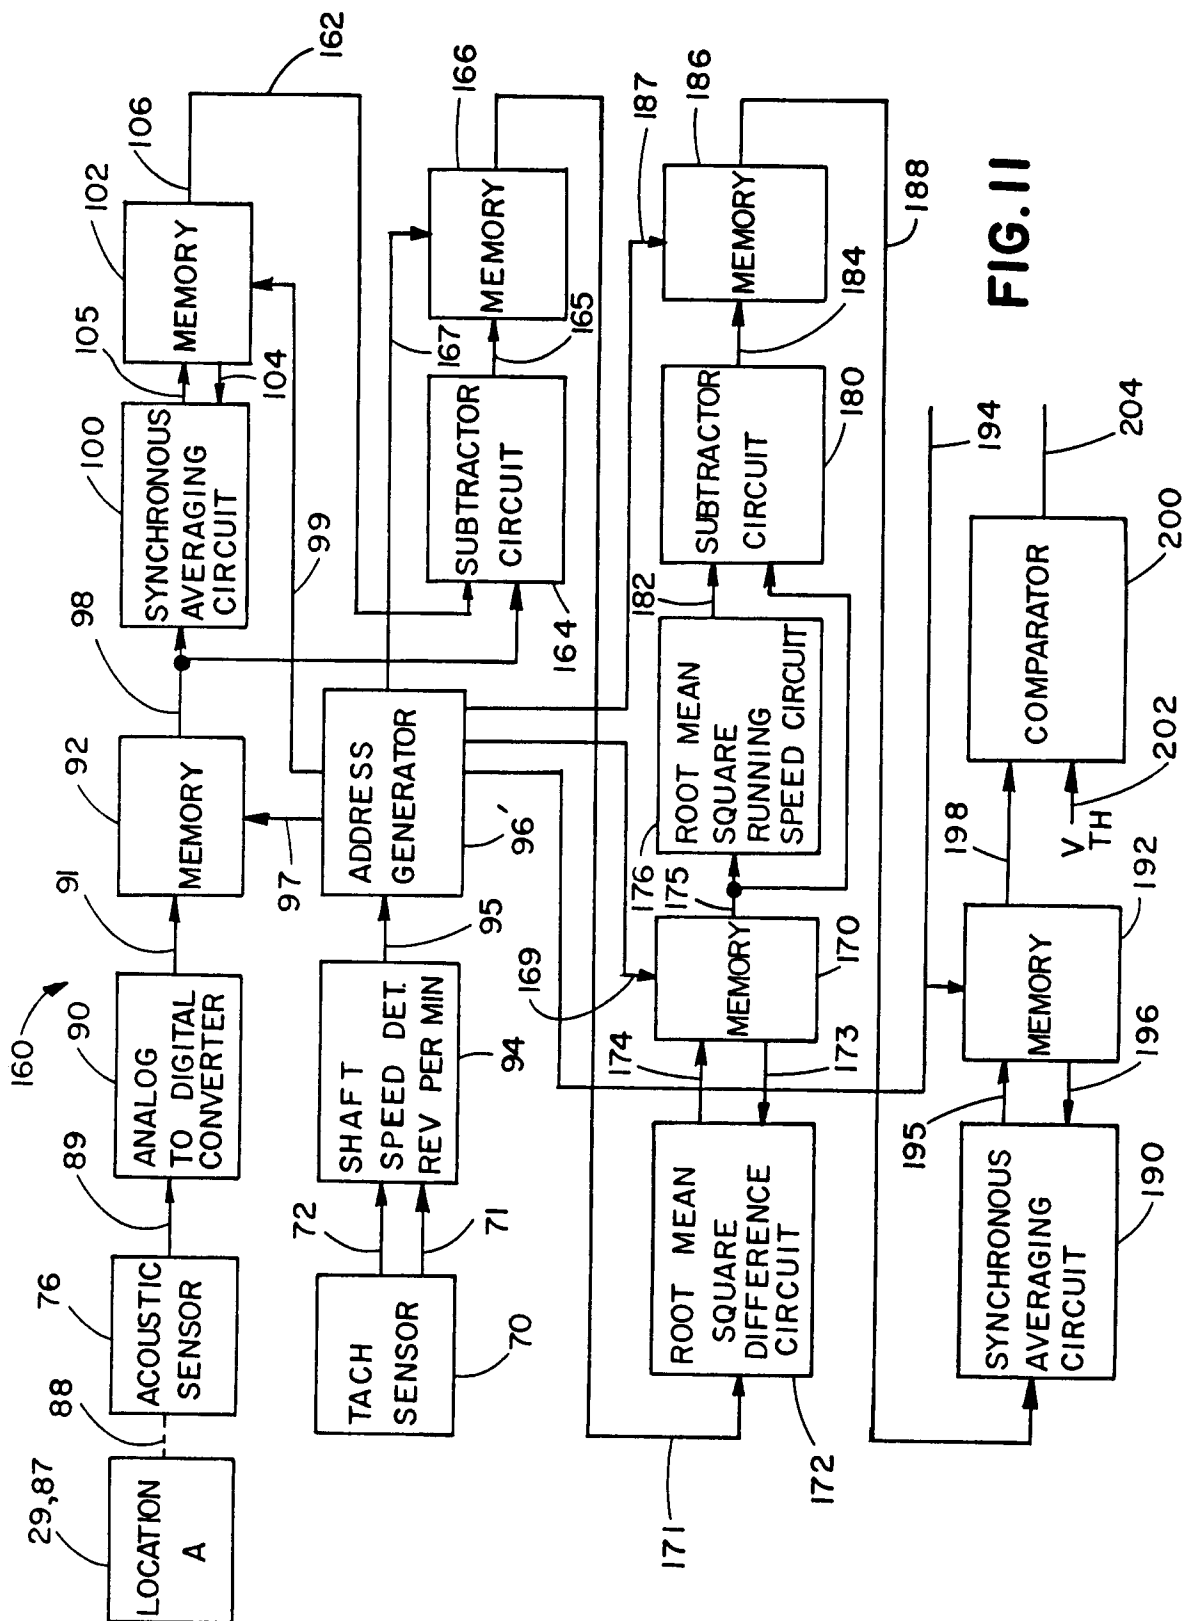 160
29,87
LOCATION
A
88
76
ACOUSTIC
SENSOR
89
90
ANALOG
TO DIGITAL
CONVERTER
91
92
MEMORY
98
100
SYNCHRONOUS
AVERAGING
CIRCUIT
105
104
102
MEMORY
106
162
TACH
SENSOR
70
72
71
SHAFT
SPEED DET.
REV PER MIN
94
95
97
ADDRESS
GENERATOR
96'
99
167
164
SUBTRACTOR
CIRCUIT
165
MEMORY
166
171
ROOT MEAN
SQUARE
DIFFERENCE
CIRCUIT
172
174
173
169
MEMORY
170
175
176
ROOT MEAN
SQUARE
RUNNING
SPEED CIRCUIT
182
SUBTRACTOR
CIRCUIT
180
184
MEMORY
186
187
188
SYNCHRONOUS
AVERAGING
CIRCUIT
190
195
196
MEMORY
192
194
198
V TH
202
COMPARATOR
200
204
FIG.11